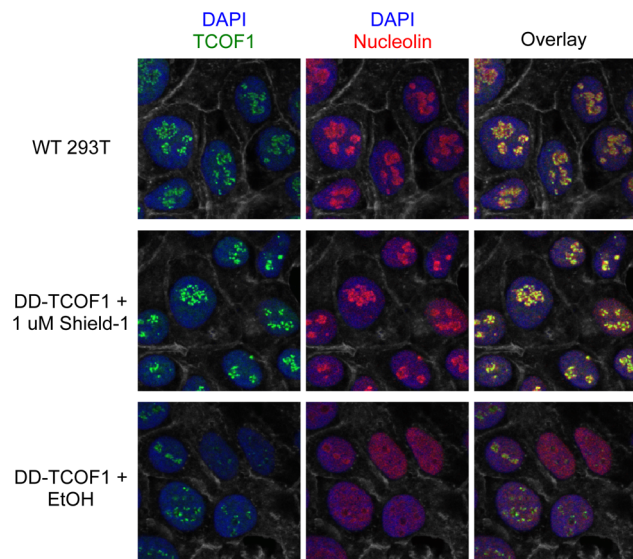 DAPI
TCOF1
DAPI
Nucleolin
Overlay
WT 293T
DD-TCOF1 +
1 uM Shield-1
DD-TCOF1 +
EtOH